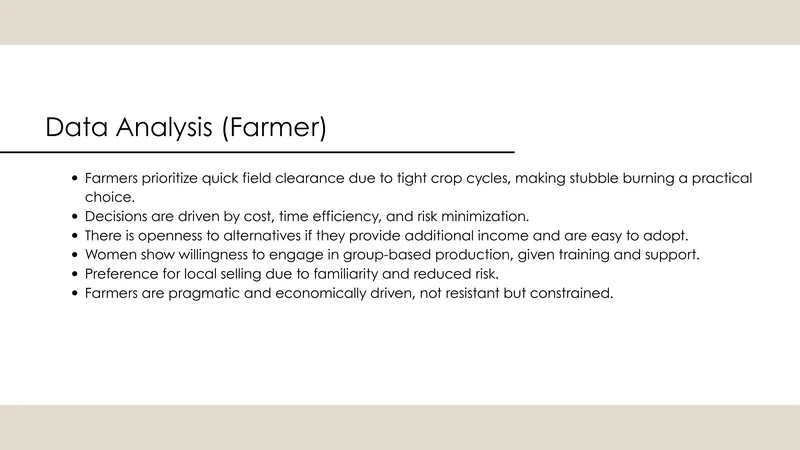 Data Analysis (Farmer)
• Farmers prioritize quick field clearance due to tight crop cycles, making stubble burning a practical
choice.
• Decisions are driven by cost, time efficiency, and risk minimization.
• There is openness to alternatives if they provide additional income and are easy to adopt.
• Women show willingness to engage in group-based production, given training and support.
• Preference for local selling due to familiarity and reduced risk.
• Farmers are pragmatic and economically driven, not resistant but constrained.